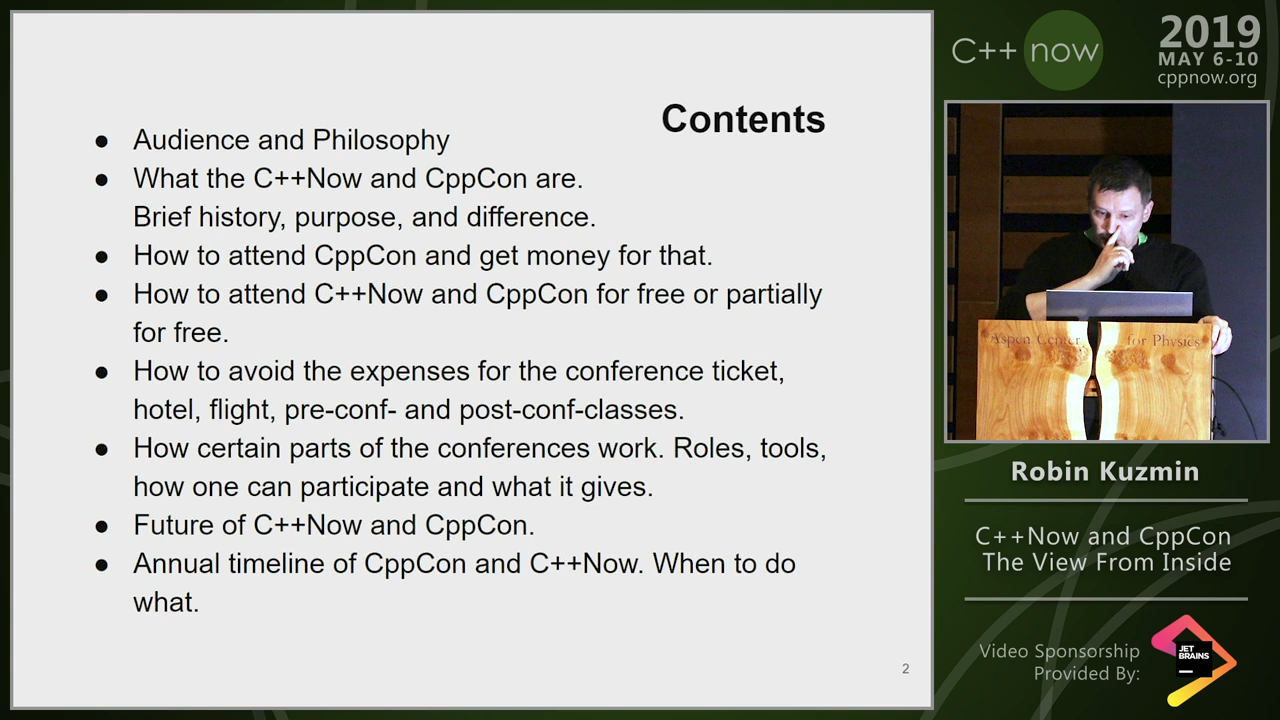 Contents
● Audience and Philosophy
● What the C++Now and CppCon are.
Brief history, purpose, and difference.
● How to attend CppCon and get money for that.
● How to attend C++Now and CppCon for free or partially
for free.
● How to avoid the expenses for the conference ticket,
hotel, flight, pre-conf- and post-conf-classes.
● How certain parts of the conferences work. Roles, tools,
how one can participate and what it gives.
● Future of C++Now and CppCon.
● Annual timeline of CppCon and C++Now. When to do
what.
2
C++ now
2019
MAY 6-10
cppnow.org
Aspen Center for Physics
Robin Kuzmin
C++Now and CppCon
The View From Inside
Video Sponsorship
Provided By:
JET
BRAINS